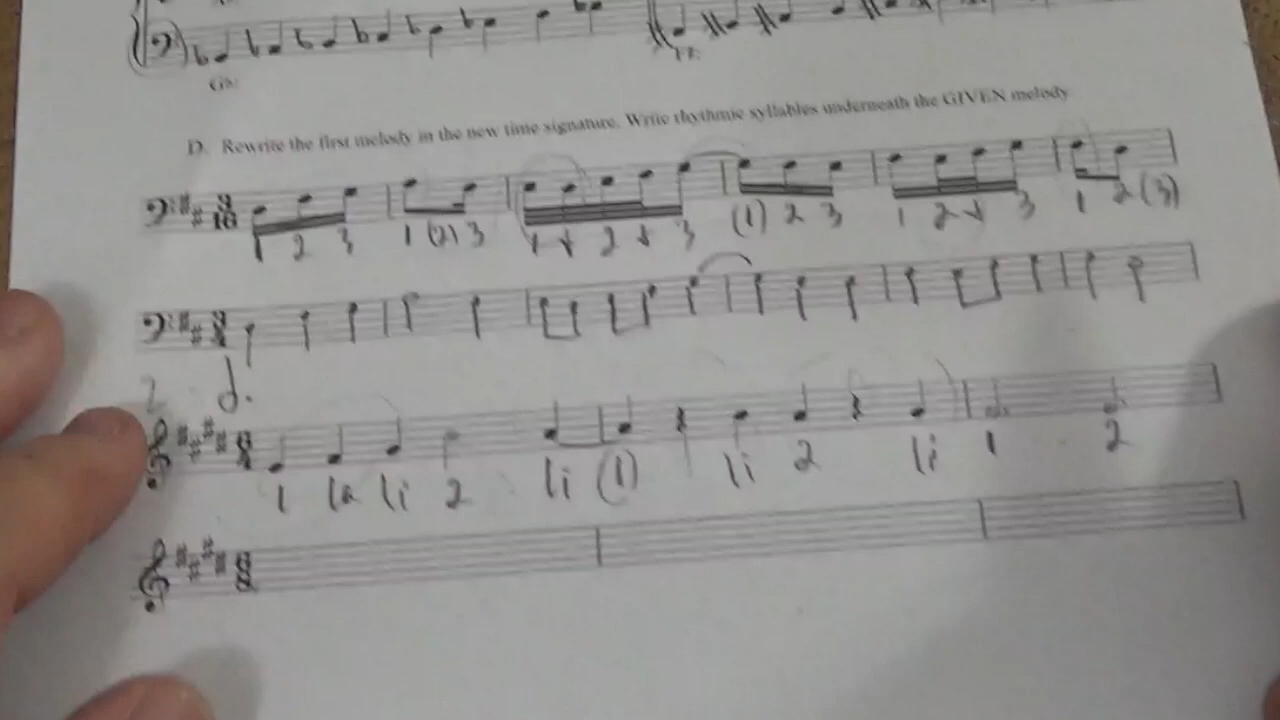 D. Rewrite the first melody in the new time signature. Write rhythmic syllables underneath the GIVEN melody
3
16
1 2 3 1 (2) 3 1 + 2 + 3 (1) 2 3 1 2 + 3 1 2 (3)
1 la li 2 li (1) li 2 li 1 2